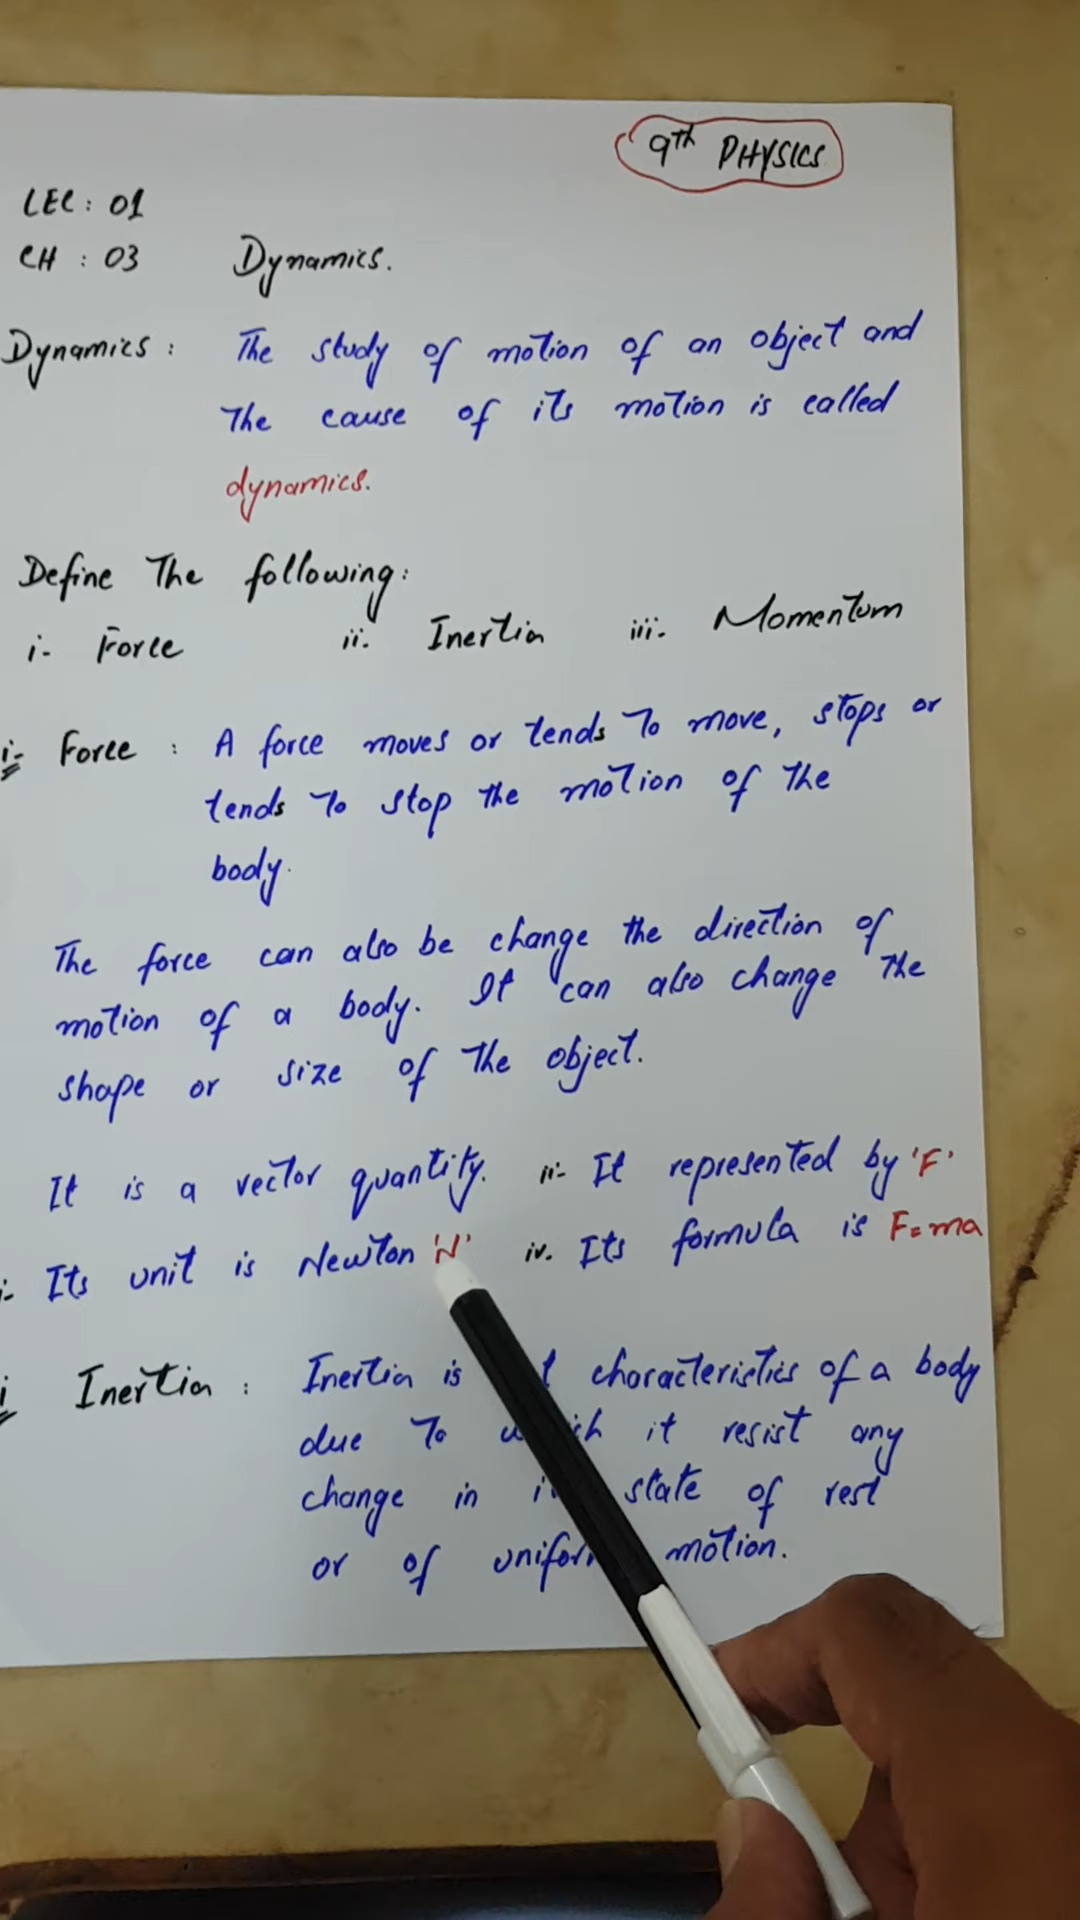 9th PHYSICS
LEC: 01
CH : 03 Dynamics.
Dynamics : The study of motion of an object and
The cause of its motion is called
dynamics.
Define The following:
i- Force ii. Inertia iii. Momentum
i- Force : A force moves or tends To move, stops or
tends To stop the motion of The
body.
The force can also be change the direction of
motion of a body. It can also change The
shape or size of The object.
It is a vector quantity. ii- It represented by 'F'
i- Its unit is Newton 'N' iv. Its formula is F=ma
i Inertia : Inertia is characteristics of a body
due To it resist any
change in state of rest
or of motion.